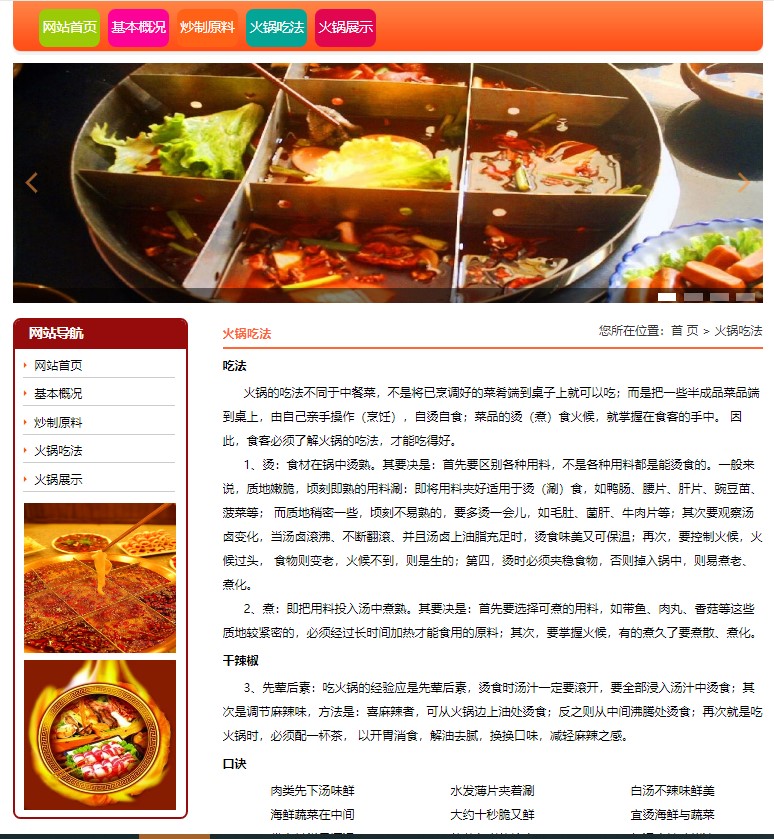 网站首页 基本概况 炒制原料 火锅吃法 火锅展示
网站导航
网站首页
基本概况
炒制原料
火锅吃法
火锅展示
火锅吃法
您所在位置：首 页 > 火锅吃法
吃法
火锅的吃法不同于中餐菜，不是将已烹调好的菜肴端到桌子上就可以吃；而是把一些半成品菜品端
到桌上，由自己亲手操作（烹饪），自烫自食；菜品的烫（煮）食火候，就掌握在食客的手中。 因
此，食客必须了解火锅的吃法，才能吃得好。
1、烫：食材在锅中烫熟。其要决是：首先要区别各种用料，不是各种用料都是能烫食的。一般来
说，质地嫩脆，顷刻即熟的用料涮：即将用料夹好适用于烫（涮）食，如鸭肠、腰片、肝片、豌豆苗、
菠菜等； 而质地稍密一些，顷刻不易熟的，要多烫一会儿，如毛肚、菌肝、牛肉片等；其次要观察汤
卤变化，当汤卤滚沸、不断翻滚、并且汤卤上油脂充足时，烫食味美又可保温；再次，要控制火候，火
候过头， 食物则变老，火候不到，则是生的；第四，烫时必须夹稳食物，否则掉入锅中，则易煮老、
煮化。
2、煮：即把用料投入汤中煮熟。其要决是：首先要选择可煮的用料，如带鱼、肉丸、香菇等这些
质地较紧密的，必须经过长时间加热才能食用的原料；其次，要掌握火候，有的煮久了要煮散、煮化。
干辣椒
3、先荤后素：吃火锅的经验应是先荤后素，烫食时汤汁一定要滚开，要全部浸入汤汁中烫食；其
次是调节麻辣味，方法是：喜麻辣者，可从火锅边上油处烫食；反之则从中间沸腾处烫食；再次就是吃
火锅时，必须配一杯茶， 以开胃消食，解油去腻，换换口味，减轻麻辣之感。
口诀
肉类先下汤味鲜 水发薄片夹着涮 白汤不辣味鲜美
海鲜蔬菜在中间 大约十秒脆又鲜 宜烫海鲜与蔬菜